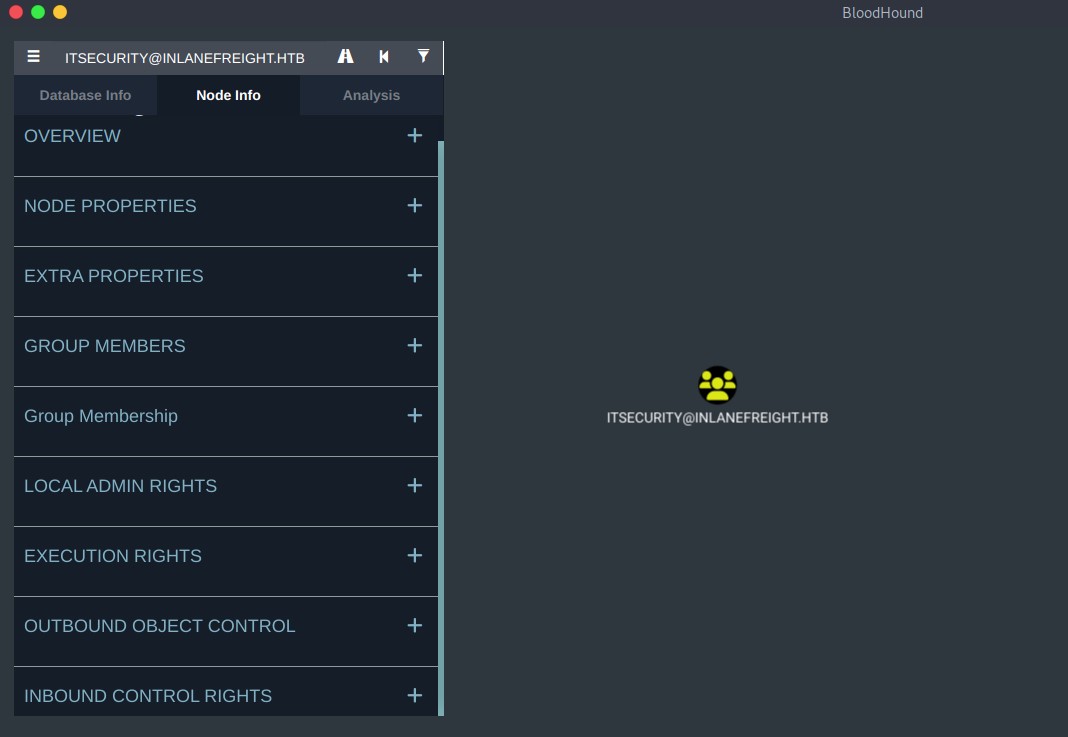 BloodHound
ITSECURITY@INLANEFREIGHT.HTB
Database Info
Node Info
Analysis
OVERVIEW
NODE PROPERTIES
EXTRA PROPERTIES
GROUP MEMBERS
Group Membership
LOCAL ADMIN RIGHTS
EXECUTION RIGHTS
OUTBOUND OBJECT CONTROL
INBOUND CONTROL RIGHTS
ITSECURITY@INLANEFREIGHT.HTB